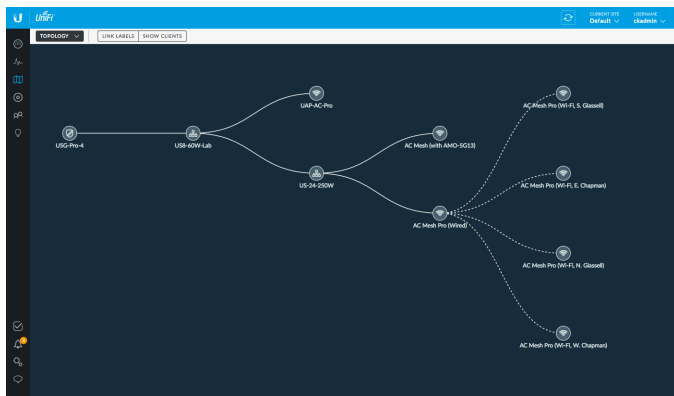 UniFi
CURRENT SITE
Default
USERNAME
ckadmin
TOPOLOGY
LINK LABELS
SHOW CLIENTS
UAP-AC-Pro
AC Mesh Pro (Wi-Fi, S. Glassell)
USG-Pro-4
US8-60W-Lab
AC Mesh (with AMO-5G13)
US-24-250W
AC Mesh Pro (Wi-Fi, E. Chapman)
AC Mesh Pro (Wired)
AC Mesh Pro (Wi-Fi, N. Glassell)
AC Mesh Pro (Wi-Fi, W. Chapman)